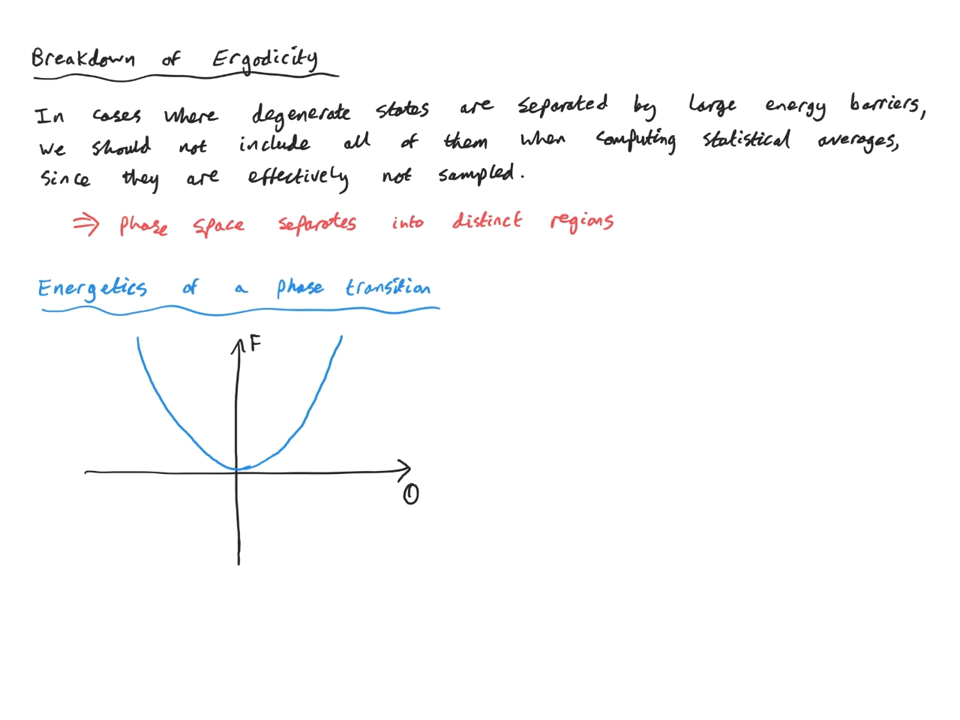 Breakdown of Ergodicity
In cases where degenerate states are separated by large energy barriers,
we should not include all of them when computing statistical averages,
since they are effectively not sampled.
⇒ Phase space separates into distinct regions
Energetics of a phase transition
F
O